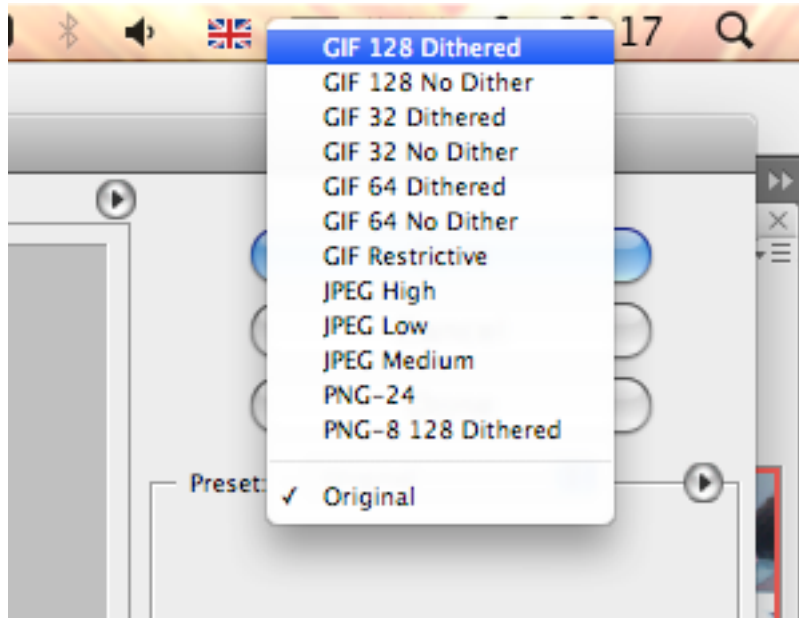 17
GIF 128 Dithered
GIF 128 No Dither
GIF 32 Dithered
GIF 32 No Dither
GIF 64 Dithered
GIF 64 No Dither
GIF Restrictive
JPEG High
JPEG Low
JPEG Medium
PNG-24
PNG-8 128 Dithered
Preset:
✓ Original